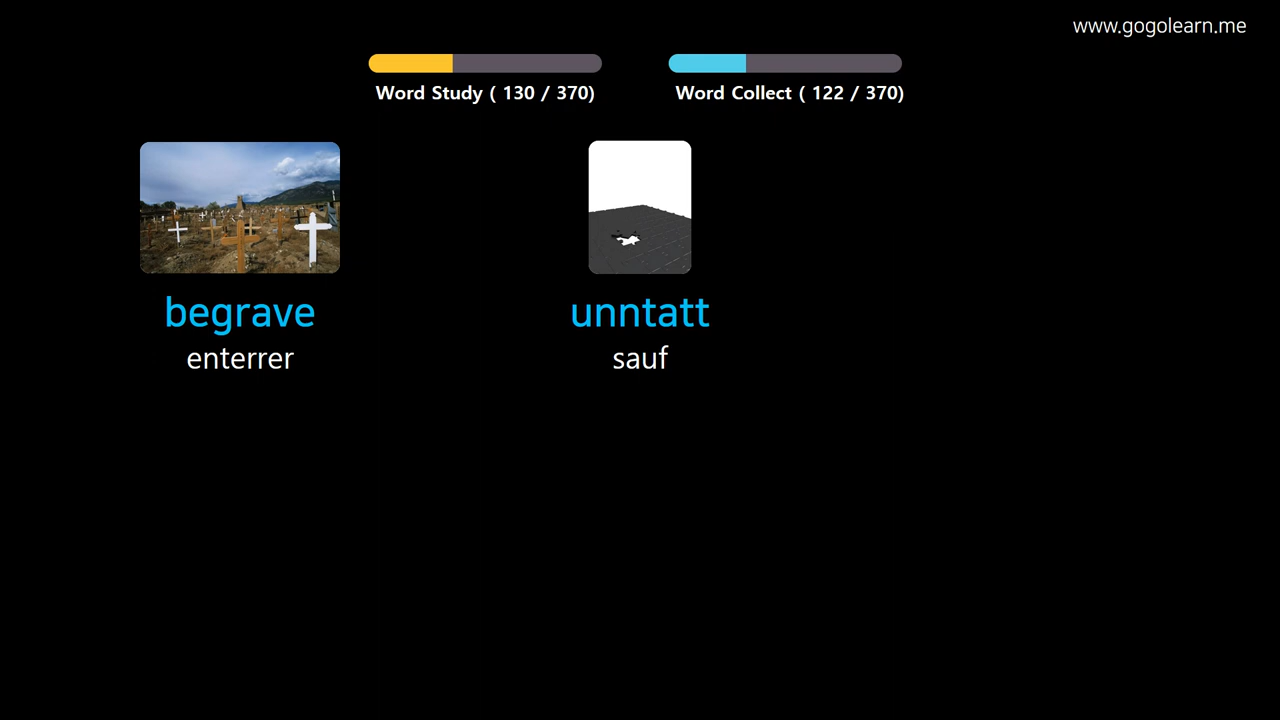 www.gogolearn.me
Word Study ( 130 / 370)
Word Collect ( 122 / 370)
begrave
unntatt
enterrer
sauf